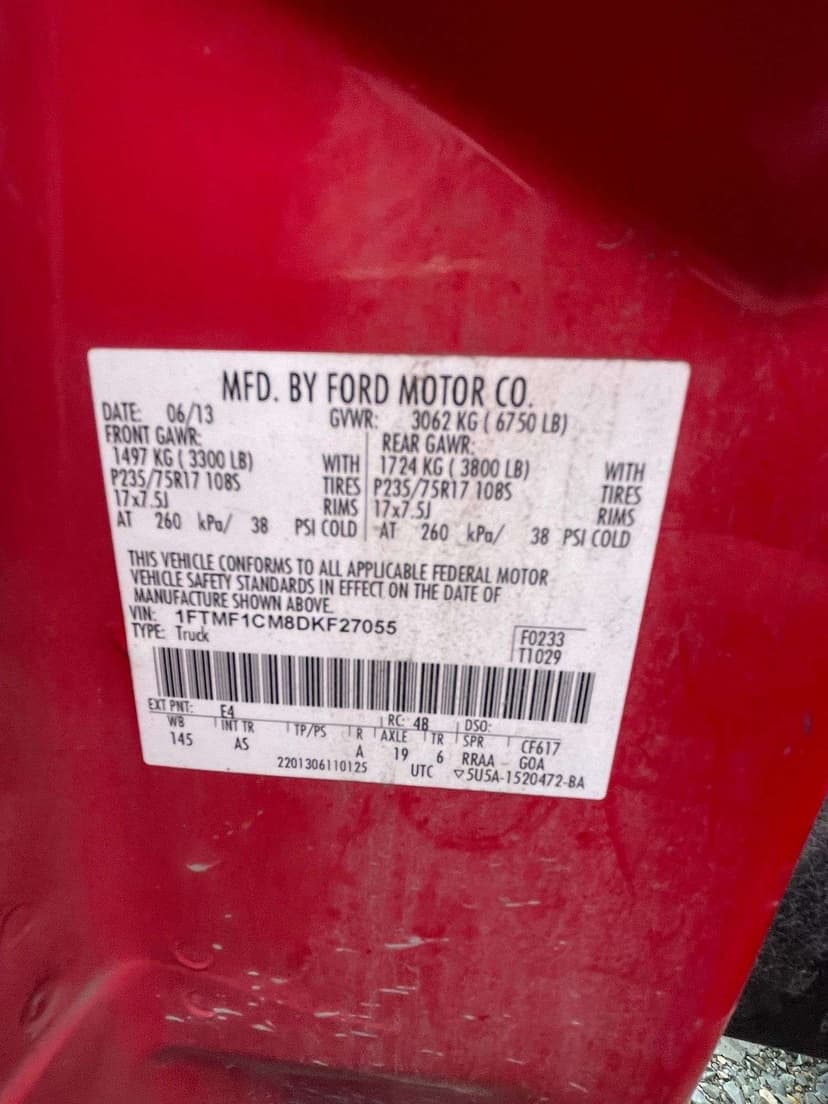 MFD. BY FORD MOTOR CO.
DATE: 06/13 GVWR: 3062 KG ( 6750 LB)
FRONT GAWR: REAR GAWR:
1497 KG ( 3300 LB) WITH 1724 KG ( 3800 LB) WITH
P235/75R17 108S TIRES P235/75R17 108S TIRES
17x7.5J RIMS 17x7.5J RIMS
AT 260 kPa/ 38 PSI COLD AT 260 kPa/ 38 PSI COLD
THIS VEHICLE CONFORMS TO ALL APPLICABLE FEDERAL MOTOR
VEHICLE SAFETY STANDARDS IN EFFECT ON THE DATE OF
MANUFACTURE SHOWN ABOVE.
VIN: 1FTMF1CM8DKF27055
TYPE: Truck
F0233
T1029
EXT PNT: E4 RC: 48 DSO:
WB INT TR TP/PS R AXLE TR SPR CF617
145 AS A 19 6 RRAA - GOA
2201306110125 UTC ▽5U5A-1520472-BA